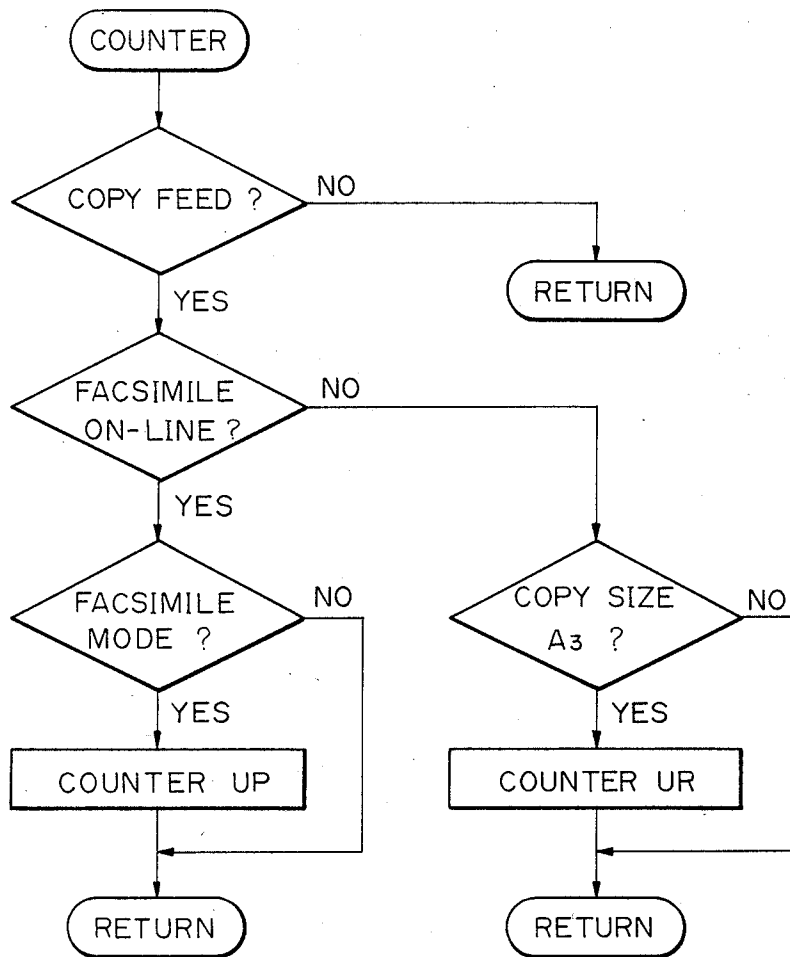 COUNTER
COPY FEED ?
NO
RETURN
YES
FACSIMILE
ON-LINE ?
NO
YES
FACSIMILE
MODE ?
NO
COPY SIZE
A3 ?
NO
YES
YES
COUNTER UP
COUNTER UR
RETURN
RETURN